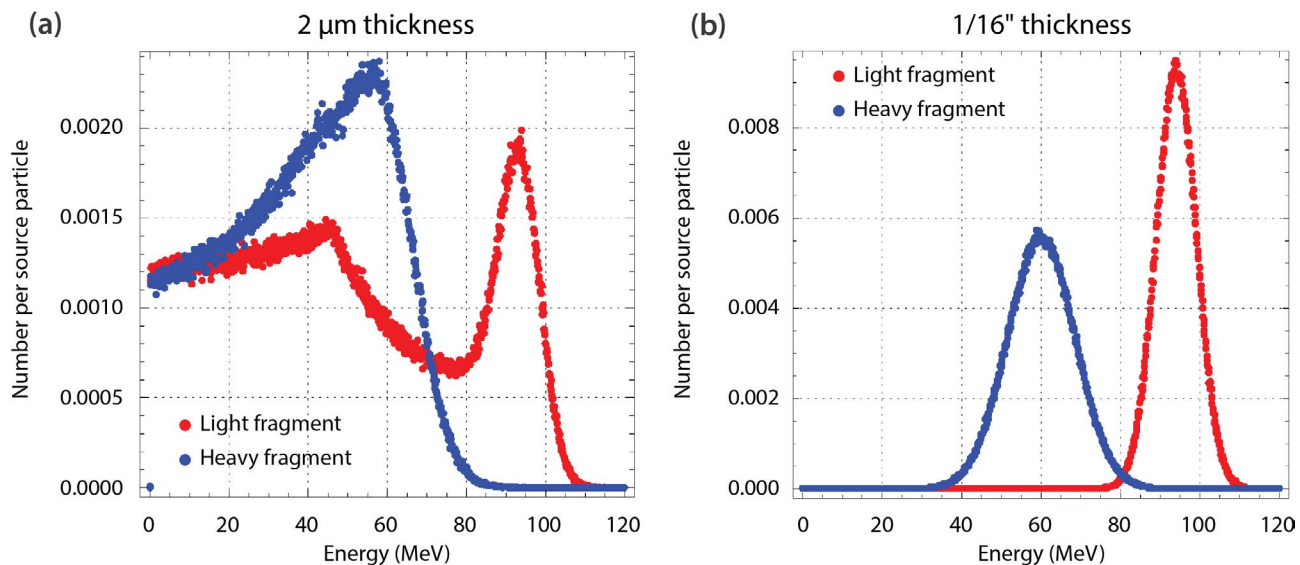 (a)
2 μm thickness
Number per source particle
0.0020
0.0015
0.0010
0.0005
0.0000
Light fragment
Heavy fragment
0 20 40 60 80 100 120
Energy (MeV)
(b)
1/16" thickness
Number per source particle
Light fragment
Heavy fragment
0.008
0.006
0.004
0.002
0.000
0 20 40 60 80 100 120
Energy (MeV)